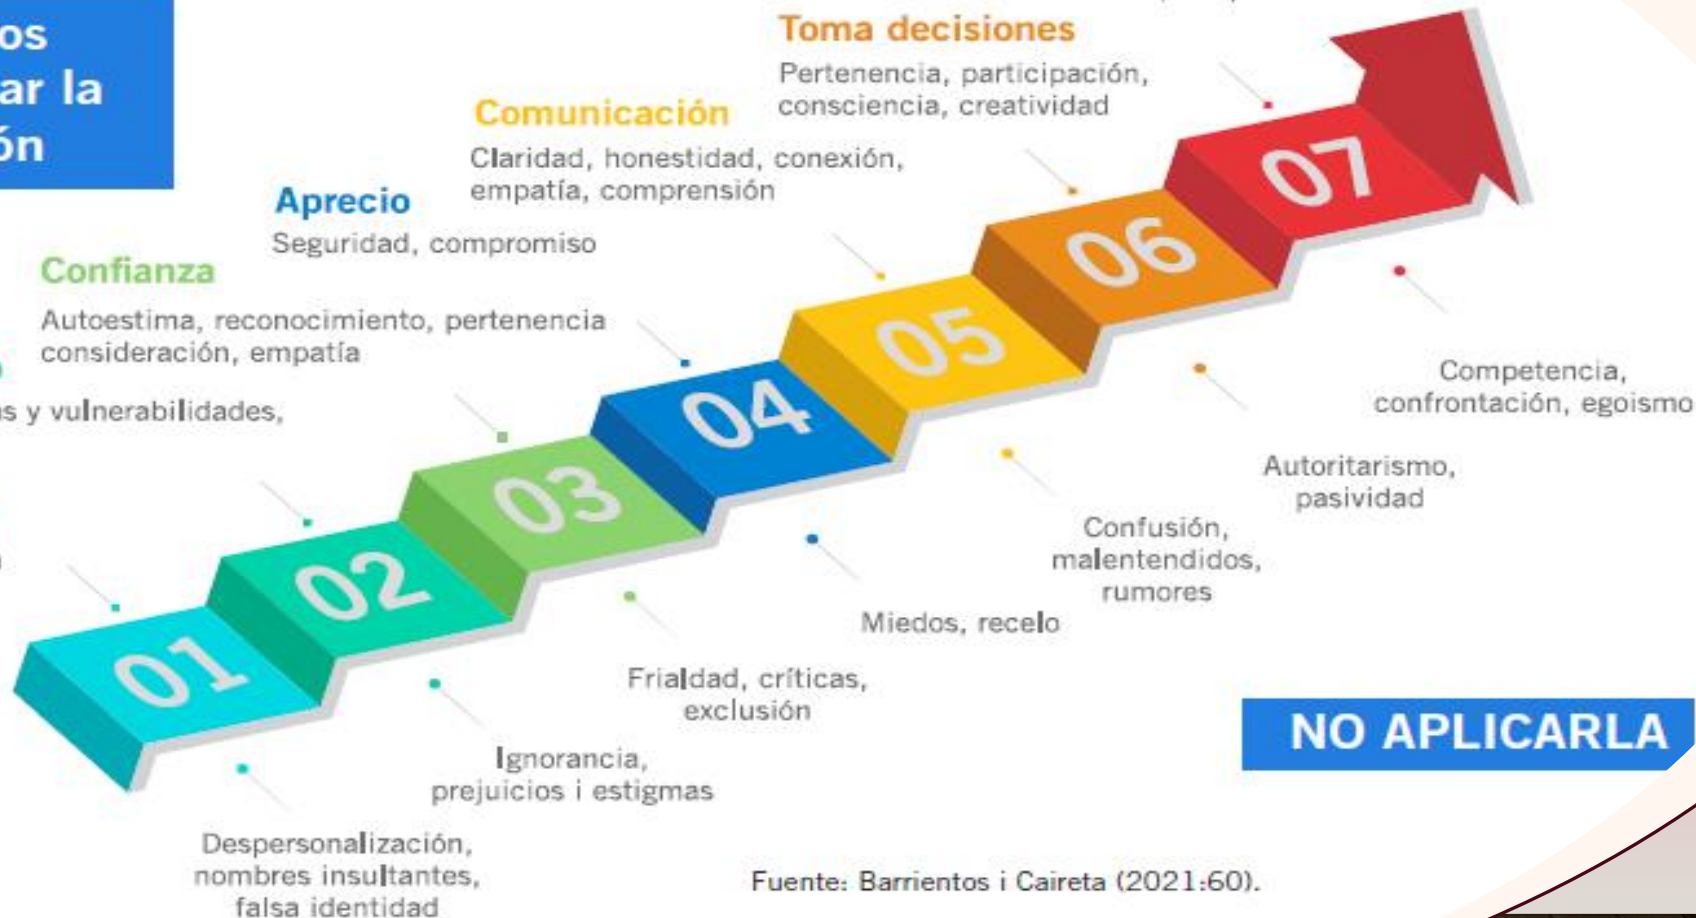 os
ar la
ón
Toma decisiones
Pertenencia, participación,
consciencia, creatividad
Comunicación
Claridad, honestidad, conexión,
empatía, comprensión
Aprecio
Seguridad, compromiso
Confianza
Autoestima, reconocimiento, pertenencia
consideración, empatía
y vulnerabilidades,
01
02
03
04
05
06
07
Competencia,
confrontación, egoismo
Autoritarismo,
pasividad
Confusión,
malentendidos,
rumores
Miedos, recelo
Frialdad, críticas,
exclusión
Ignorancia,
prejuicios i estigmas
Despersonalización,
nombres insultantes,
falsa identidad
NO APLICARLA
Fuente: Barrientos i Caireta (2021:60).